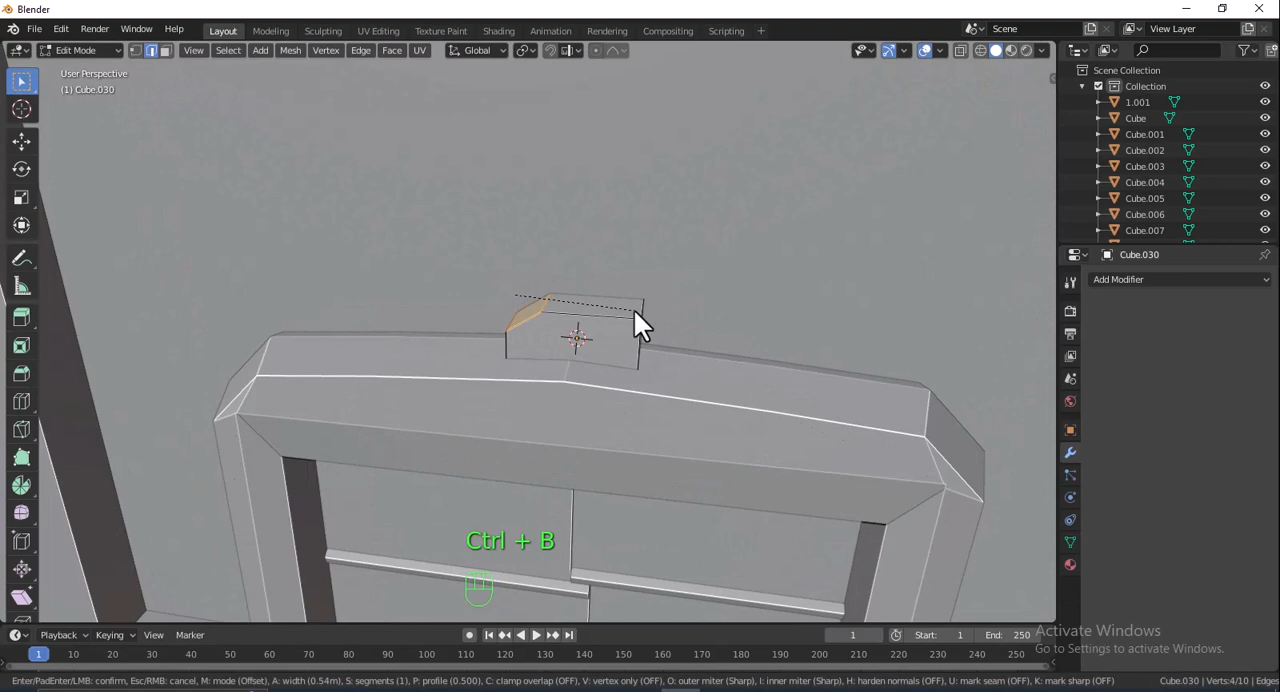 Blender
File Edit Render Window Help
Layout Modeling Sculpting UV Editing Texture Paint Shading Animation Rendering Compositing Scripting +
Scene
View Layer
Edit Mode View Select Add Mesh Vertex Edge Face UV Global
User Perspective
(1) Cube.030
Scene Collection
Collection
1.001
Cube
Cube.001
Cube.002
Cube.003
Cube.004
Cube.005
Cube.006
Cube.007
Cube.030
Add Modifier
Ctrl + B
Activate Windows
Go to Settings to activate Windows.
Playback Keying View Marker
1 Start: 1 End: 250
1 10 20 30 40 50 60 70 80 90 100 110 120 130 140 150 160 170 180 190 200 210 220 230 240 250
Enter/PadEnter/LMB: confirm, Esc/RMB: cancel, M: mode (Offset), A: width (0.54m), S: segments (1), P: profile (0.500), C: clamp overlap (OFF), V: vertex only (OFF), O: outer miter (Sharp), I: inner miter (Sharp), H: harden normals (OFF), U: mark seam (OFF), K: mark sharp (OFF)
Cube.030 | Verts:4/10 | Edges